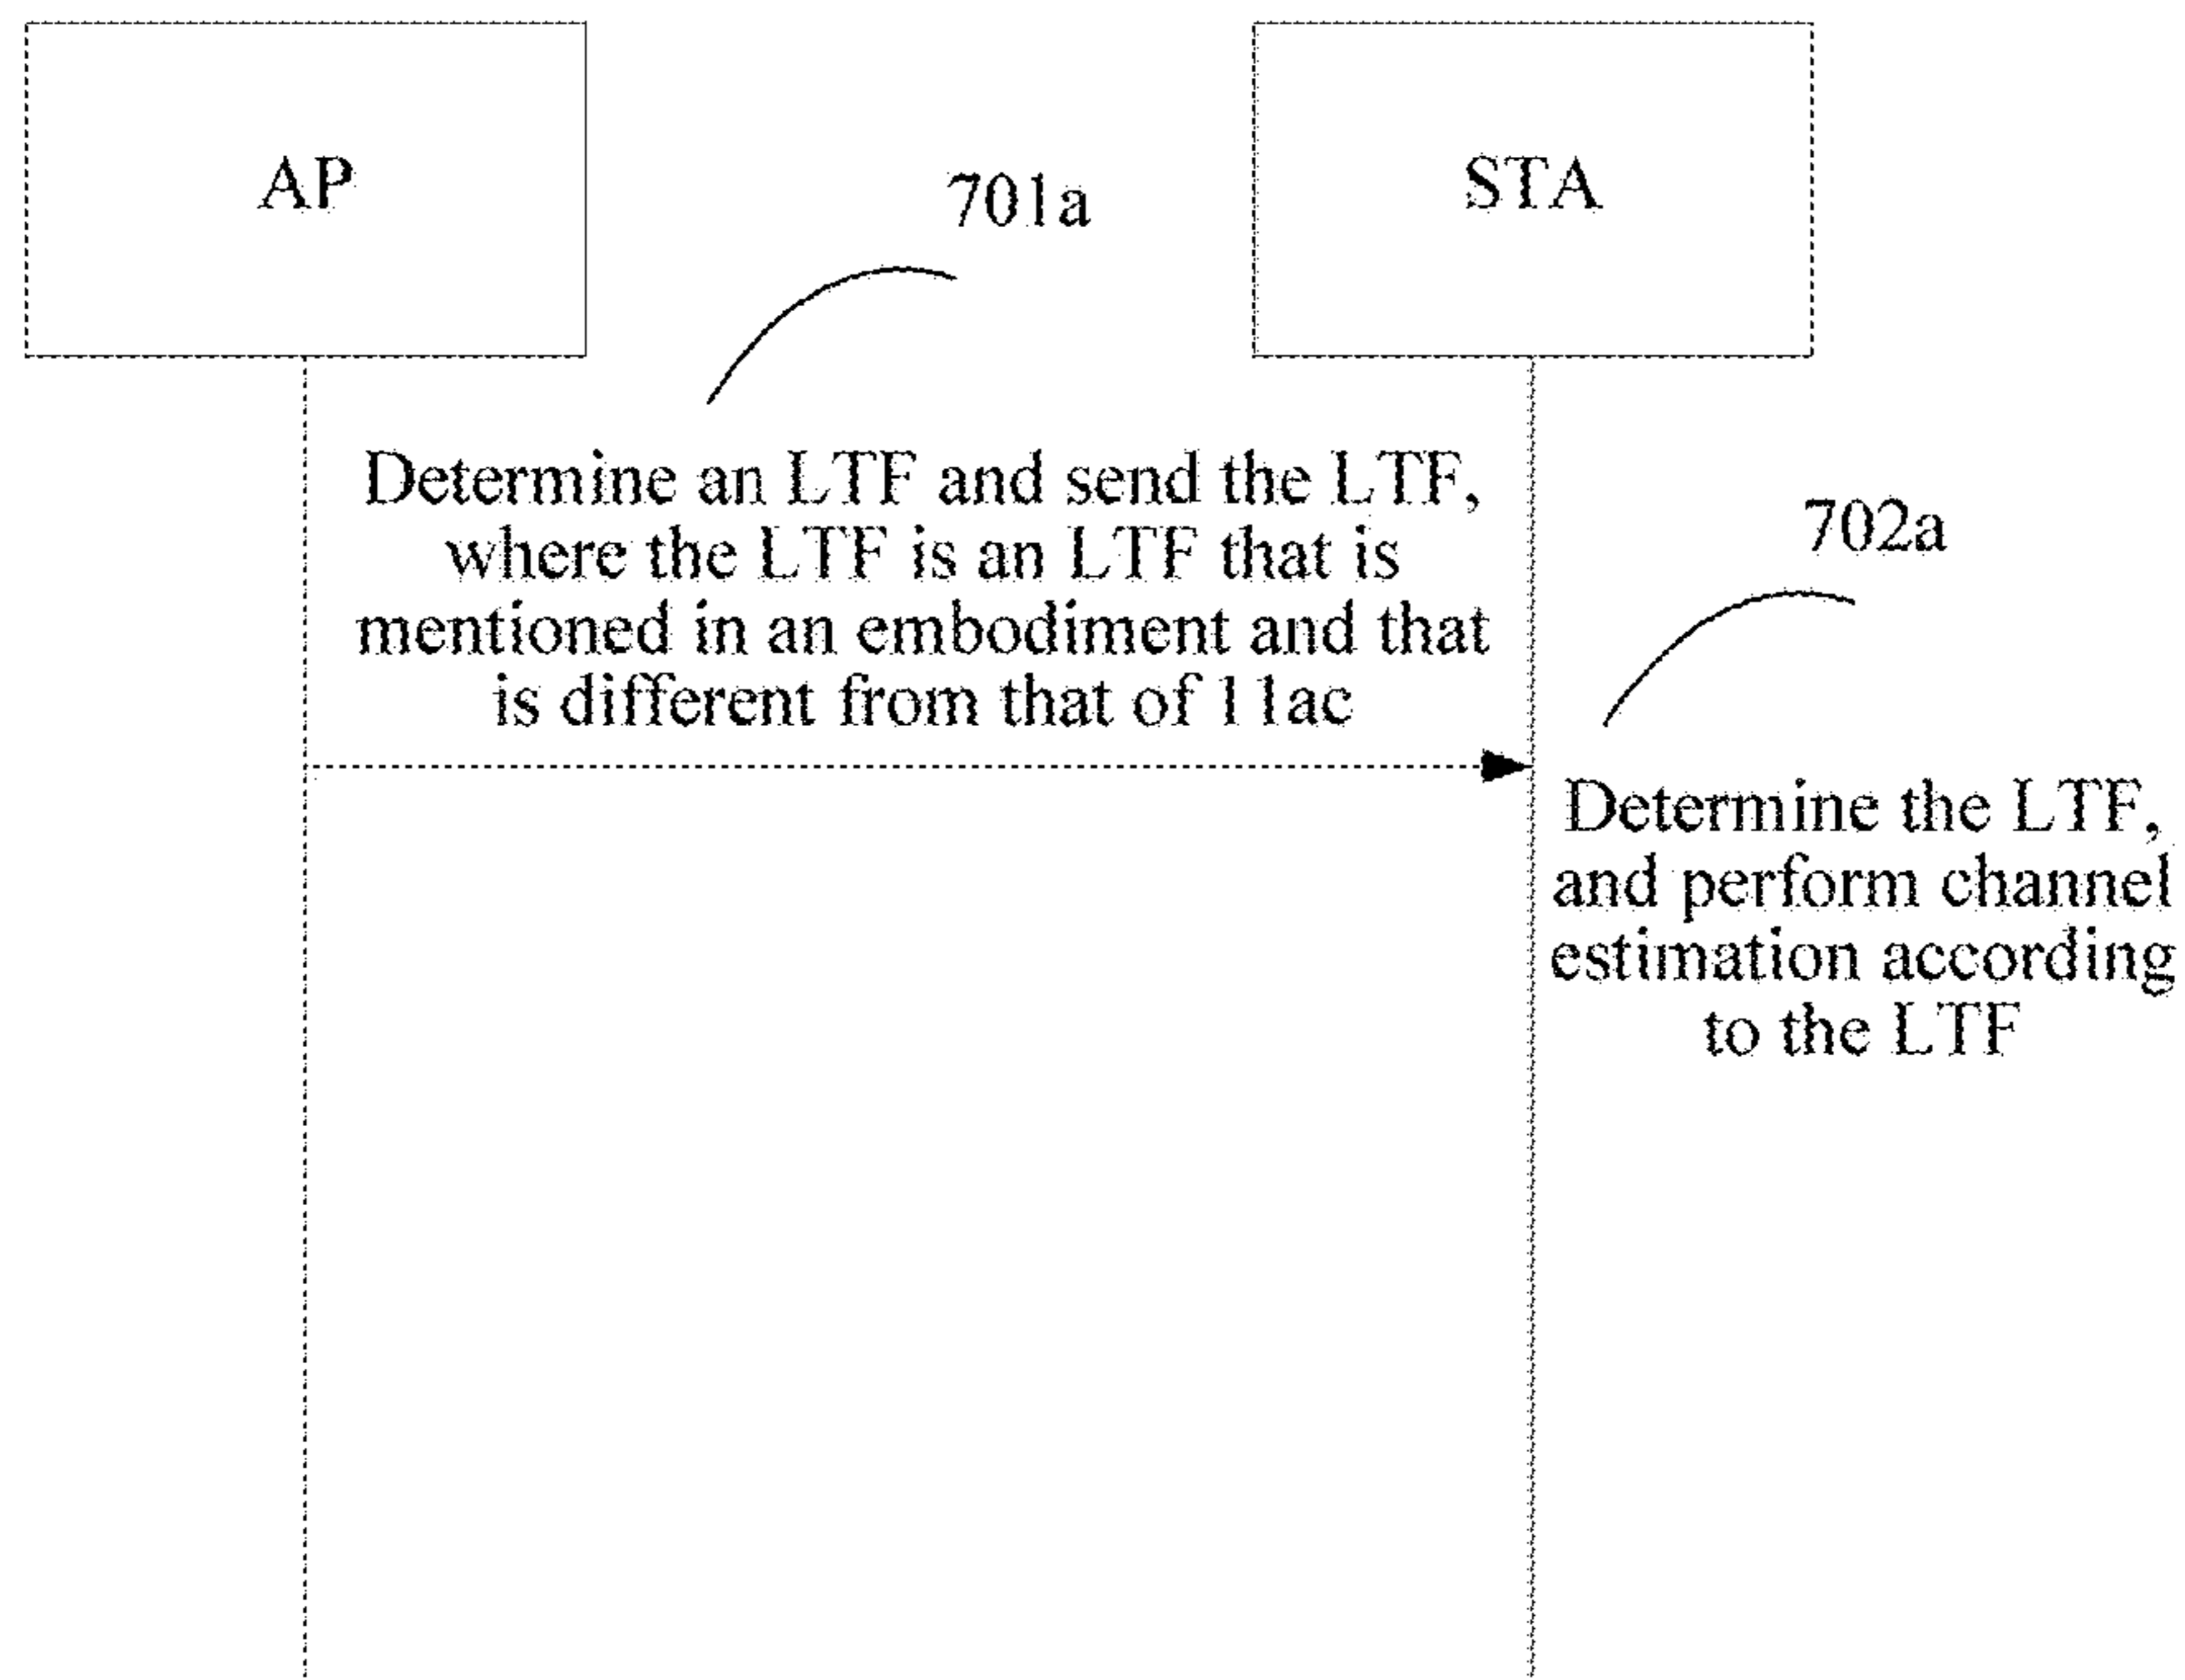 AP
STA
701a
Determine an LTF and send the LTF,
where the LTF is an LTF that is
mentioned in an embodiment and that
is different from that of 11ac
702a
Determine the LTF,
and perform channel
estimation according
to the LTF